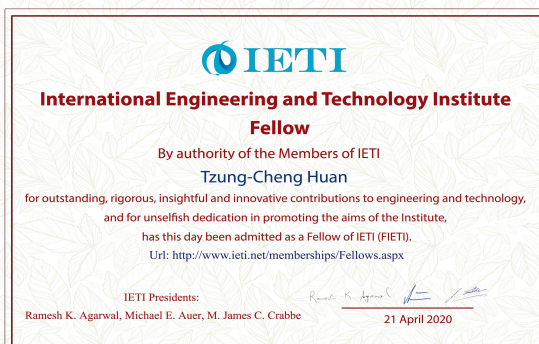 IETI
International Engineering and Technology Institute
Fellow
By authority of the Members of IETI
Tzung-Cheng Huan
for outstanding, rigorous, insightful and innovative contributions to engineering and technology,
and for unselfish dedication in promoting the aims of the Institute,
has this day been admitted as a Fellow of IETI (FIETI).
Url: http://www.ieti.net/memberships/Fellows.aspx
IETI Presidents:
Ramesh K. Agarwal
Ramesh K. Agarwal, Michael E. Auer, M. James C. Crabbe
21 April 2020